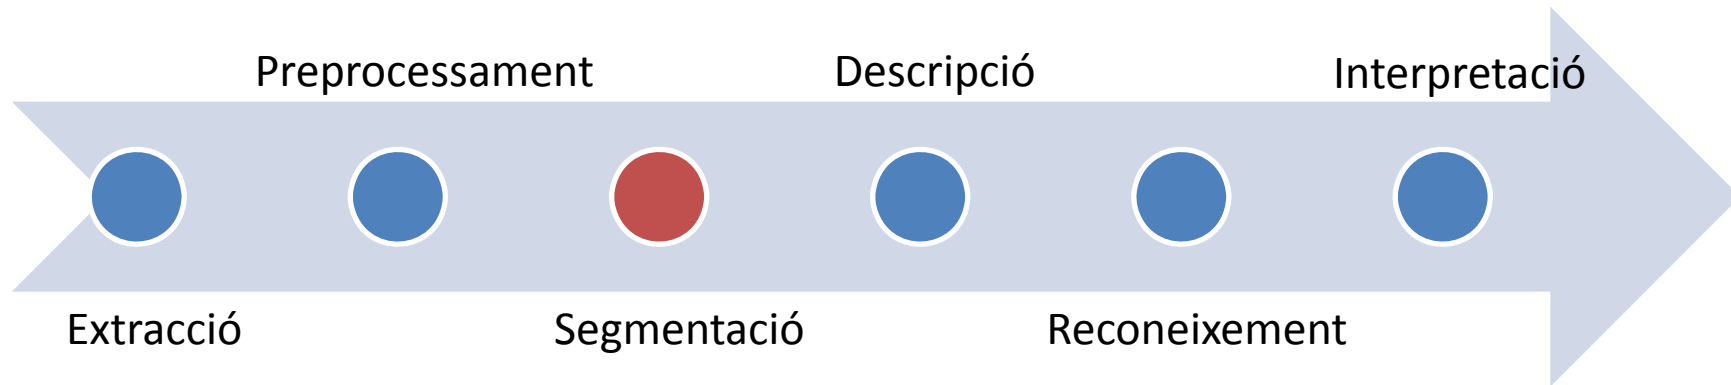 Preprocessament
Descripció
Interpretació
Extracció
Segmentació
Reconeixement